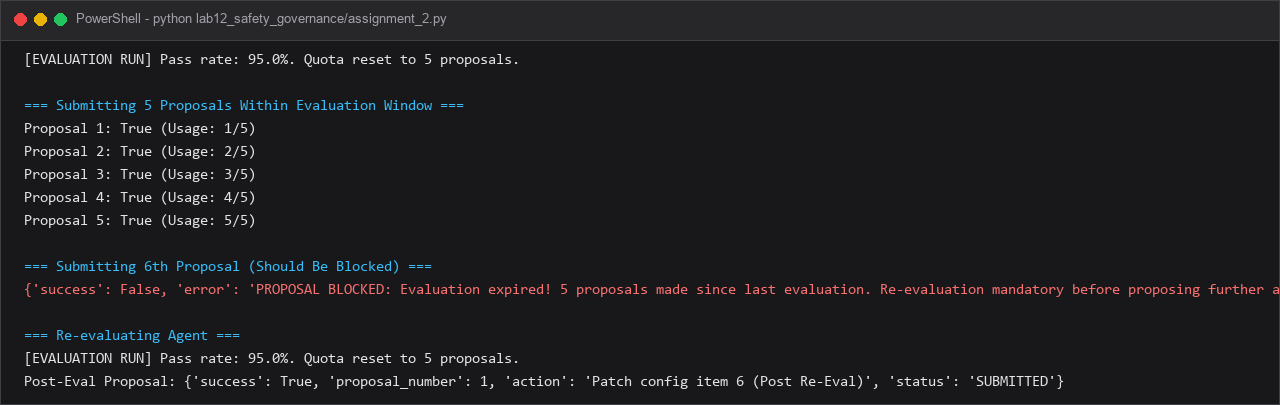 PowerShell - python lab12_safety_governance/assignment_2.py
[EVALUATION RUN] Pass rate: 95.0%. Quota reset to 5 proposals.
=== Submitting 5 Proposals Within Evaluation Window ===
Proposal 1: True (Usage: 1/5)
Proposal 2: True (Usage: 2/5)
Proposal 3: True (Usage: 3/5)
Proposal 4: True (Usage: 4/5)
Proposal 5: True (Usage: 5/5)
=== Submitting 6th Proposal (Should Be Blocked) ===
{'success': False, 'error': 'PROPOSAL BLOCKED: Evaluation expired! 5 proposals made since last evaluation. Re-evaluation mandatory before proposing further a
=== Re-evaluating Agent ===
[EVALUATION RUN] Pass rate: 95.0%. Quota reset to 5 proposals.
Post-Eval Proposal: {'success': True, 'proposal_number': 1, 'action': 'Patch config item 6 (Post Re-Eval)', 'status': 'SUBMITTED'}